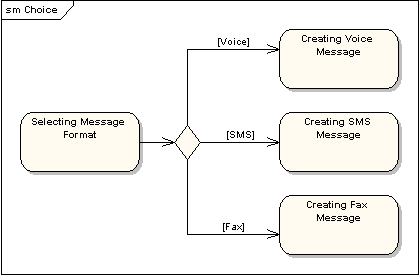 sm Choice
[Voice]
Creating Voice
Message
Selecting Message
Format
[SMS]
Creating SMS
Message
[Fax]
Creating Fax
Message